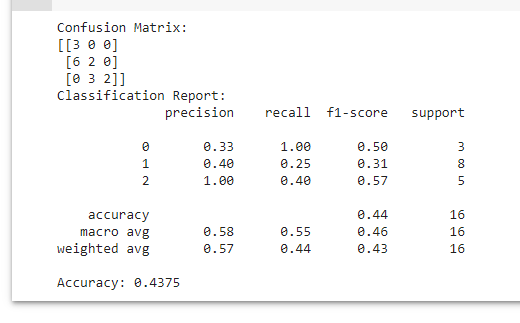 Confusion Matrix:
[[3 0 0]
 [6 2 0]
 [0 3 2]]
Classification Report:
              precision    recall  f1-score   support

           0       0.33      1.00      0.50         3
           1       0.40      0.25      0.31         8
           2       1.00      0.40      0.57         5

    accuracy                           0.44        16
   macro avg       0.58      0.55      0.46        16
weighted avg       0.57      0.44      0.43        16

Accuracy: 0.4375